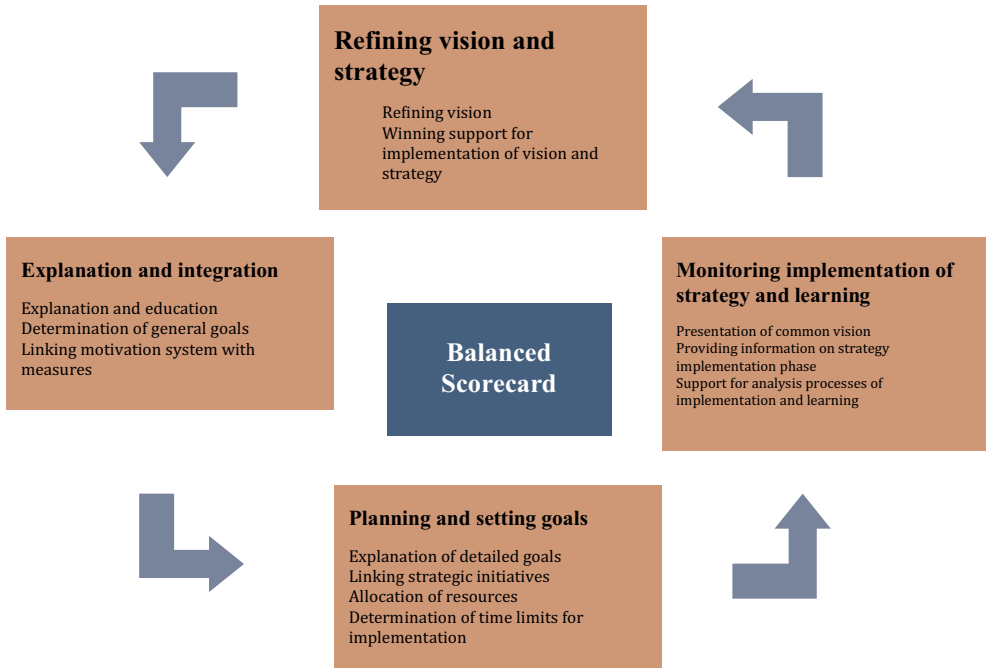 Refining vision and
strategy
Refining vision
Winning support for
implementation of vision and
strategy
Explanation and integration
Explanation and education
Determination of general goals
Linking motivation system with
measures
Balanced
Scorecard
Monitoring implementation of
strategy and learning
Presentation of common vision
Providing information on strategy
implementation phase
Support for analysis processes of
implementation and learning
Planning and setting goals
Explanation of detailed goals
Linking strategic initiatives
Allocation of resources
Determination of time limits for
implementation